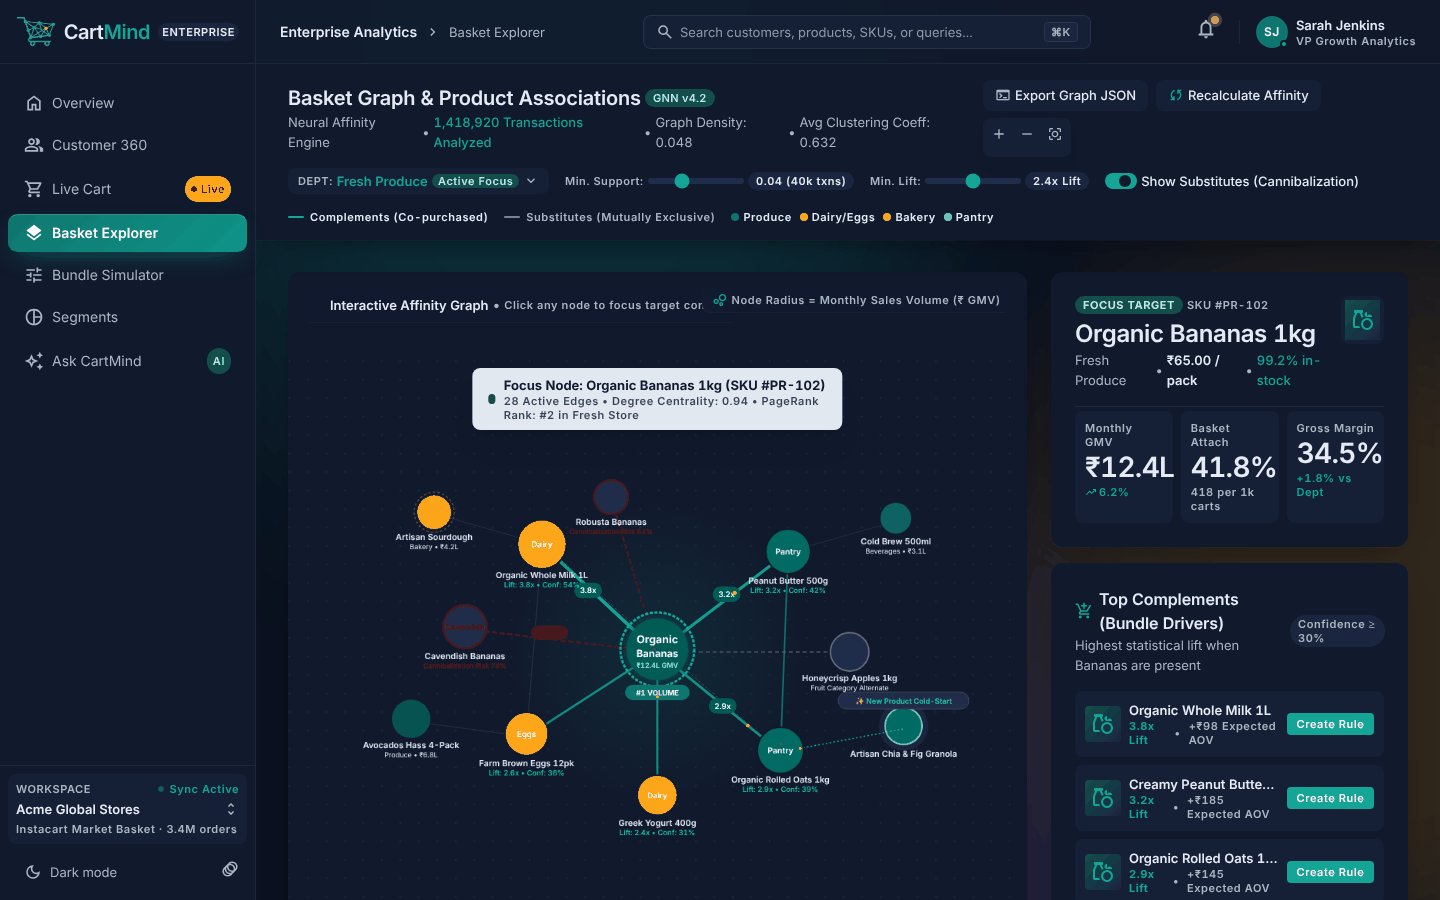 CartMind ENTERPRISE
Enterprise Analytics
Basket Explorer
Search customers, products, SKUs, or queries...
⌘K
SJ
Sarah Jenkins
VP Growth Analytics
Overview
Customer 360
Live Cart
Live
Basket Explorer
Bundle Simulator
Segments
Ask CartMind
AI
WORKSPACE
Sync Active
Acme Global Stores
Instacart Market Basket · 3.4M orders
Dark mode
Basket Graph & Product Associations
GNN v4.2
Neural Affinity
Engine
• 1,418,920 Transactions
Analyzed
• Graph Density:
0.048
• Avg Clustering Coeff:
0.632
Export Graph JSON
Recalculate Affinity
DEPT: Fresh Produce
Active Focus
Min. Support:
0.04 (40k txns)
Min. Lift:
2.4x Lift
Show Substitutes (Cannibalization)
Complements (Co-purchased)
Substitutes (Mutually Exclusive)
Produce
Dairy/Eggs
Bakery
Pantry
Interactive Affinity Graph • Click any node to focus target cor.
Node Radius = Monthly Sales Volume (₹ GMV)
Focus Node: Organic Bananas 1kg (SKU #PR-102)
28 Active Edges • Degree Centrality: 0.94 • PageRank
Rank: #2 in Fresh Store
Artisan Sourdough
Bakery • ₹4.2L
Dairy
Organic Whole Milk 1L
Lift: 3.8x • Conf: 54%
3.8x
Robusta Bananas
Pantry
Peanut Butter 500g
Lift: 3.2x • Conf: 42%
3.2x
Cold Brew 500ml
Beverages • ₹3.1L
Cavendish Bananas
Cannibalization Risk 78%
Organic
Bananas
₹12.4L GMV
#1 VOLUME
Honeycrisp Apples 1kg
Fruit Category Alternate
✨ New Product Cold-Start
Artisan Chia & Fig Granola
2.9x
Avocados Hass 4-Pack
Produce • ₹6.8L
Eggs
Farm Brown Eggs 12pk
Lift: 2.6x • Conf: 36%
Pantry
Organic Rolled Oats 1kg
Lift: 2.9x • Conf: 39%
Dairy
Greek Yogurt 400g
Lift: 2.4x • Conf: 31%
FOCUS TARGET
SKU #PR-102
Organic Bananas 1kg
Fresh
Produce
• ₹65.00 /
pack
• 99.2% in-
stock
Monthly
GMV
₹12.4L
6.2%
Basket
Attach
41.8%
418 per 1k
carts
Gross Margin
34.5%
+1.8% vs
Dept
Top Complements
(Bundle Drivers)
Highest statistical lift when
Bananas are present
Confidence ≥
30%
Organic Whole Milk 1L
3.8x
Lift
• +₹98 Expected
AOV
Create Rule
Creamy Peanut Butte...
3.2x
Lift
• +₹185
Expected AOV
Create Rule
Organic Rolled Oats 1...
2.9x
Lift
• +₹145
Expected AOV
Create Rule